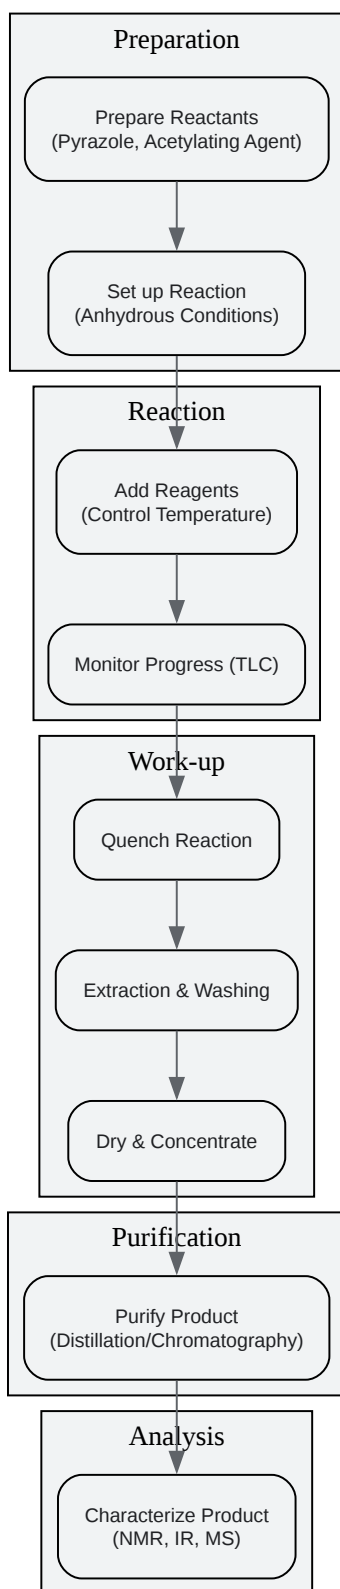 Preparation
Prepare Reactants
(Pyrazole, Acetylating Agent)
Set up Reaction
(Anhydrous Conditions)
Reaction
Add Reagents
(Control Temperature)
Monitor Progress (TLC)
Work-up
Quench Reaction
Extraction & Washing
Dry & Concentrate
Purification
Purify Product
(Distillation/Chromatography)
Analysis
Characterize Product
(NMR, IR, MS)